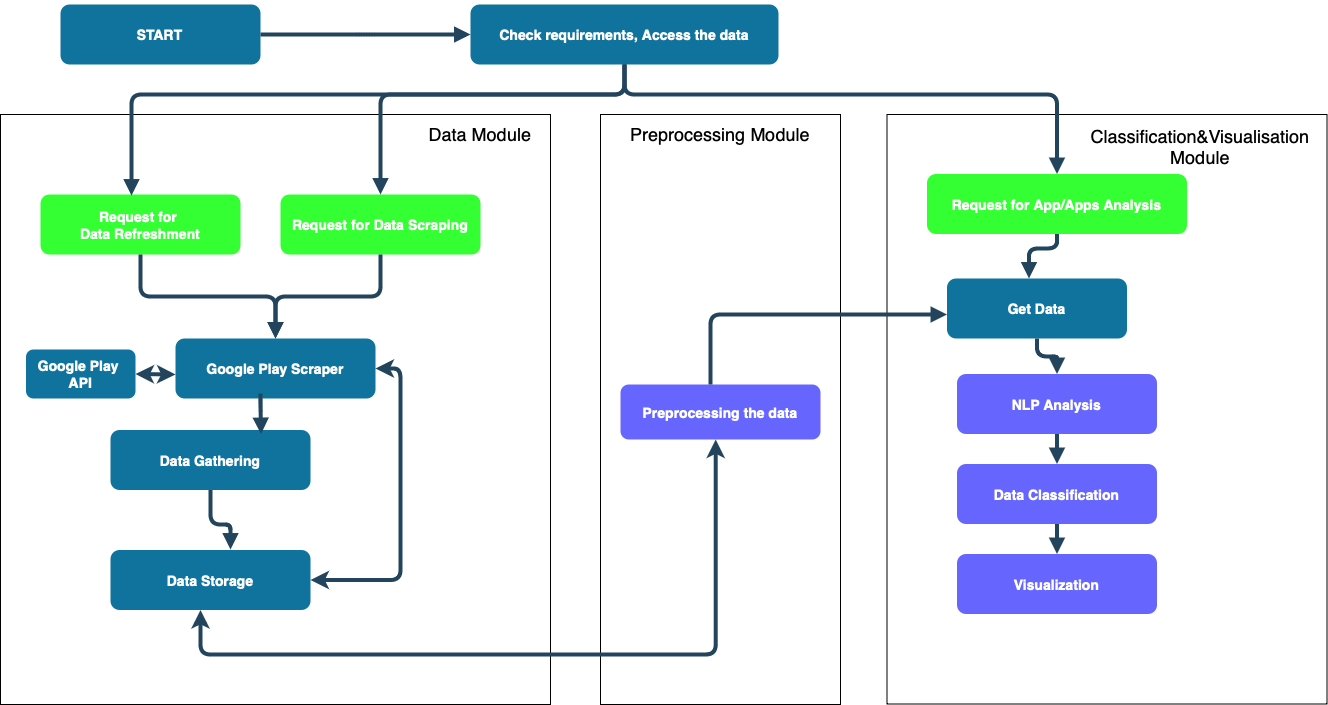 START
Check requirements, Access the data
Data Module
Request for
Data Refreshment
Request for Data Scraping
Google Play
API
Google Play Scraper
Data Gathering
Data Storage
Preprocessing Module
Preprocessing the data
Classification&Visualisation
Module
Request for App/Apps Analysis
Get Data
NLP Analysis
Data Classification
Visualization